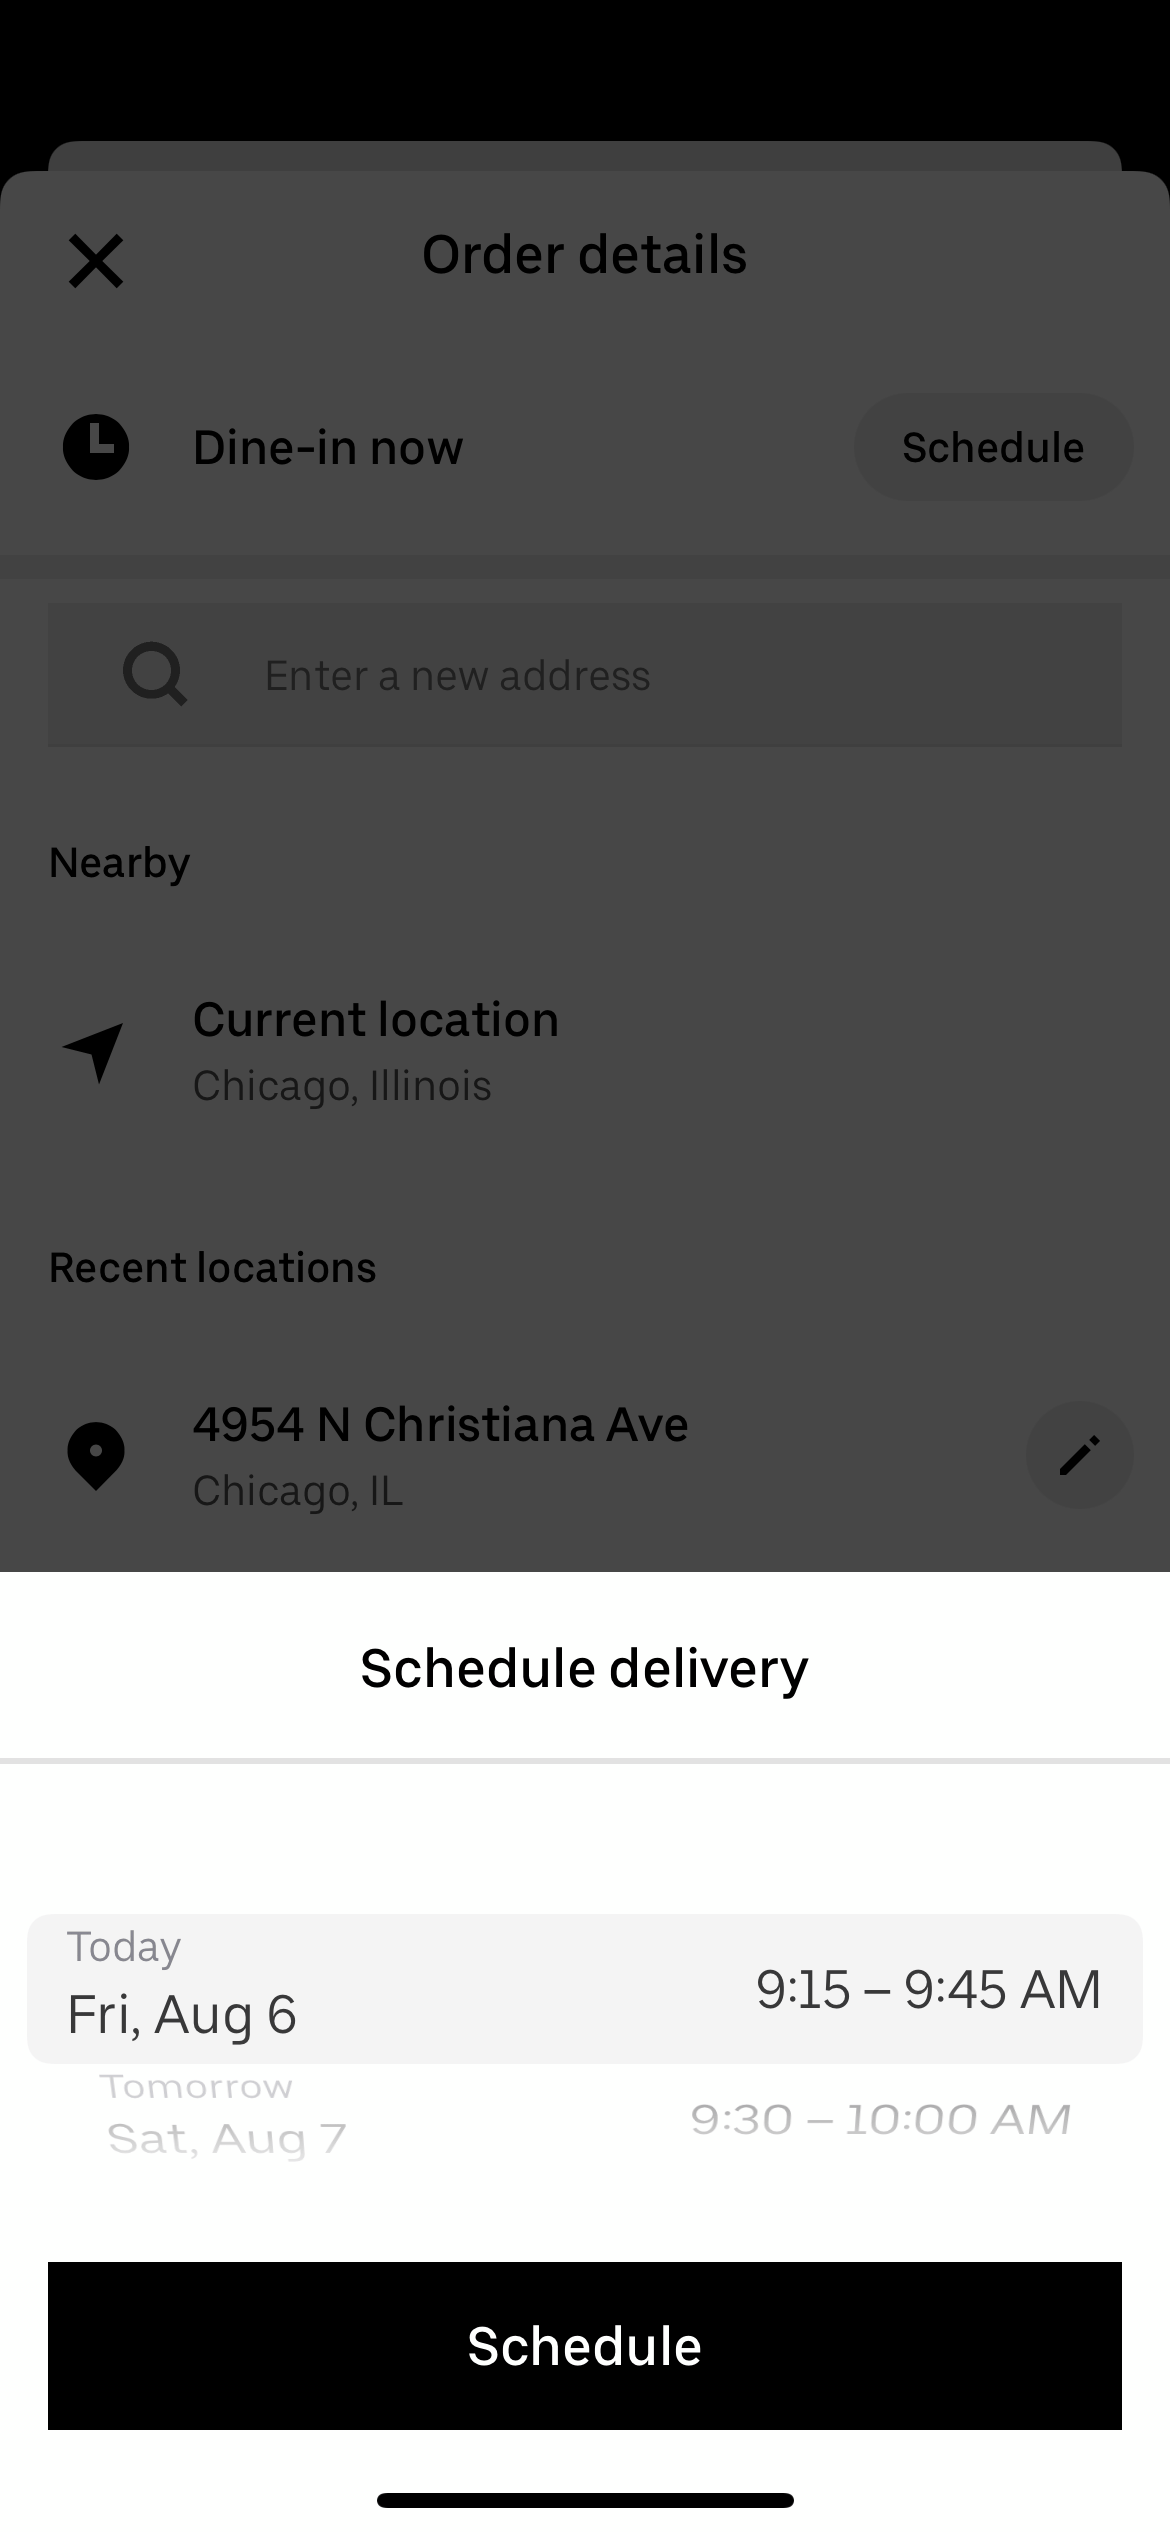 Order details
Dine-in now
Schedule
Enter a new address
Nearby
Current location
Chicago, Illinois
Recent locations
4954 N Christiana Ave
Chicago, IL
Schedule delivery
Today
Fri, Aug 6
9:15 – 9:45 AM
Tomorrow
Sat, Aug 7
9:30 – 10:00 AM
Schedule